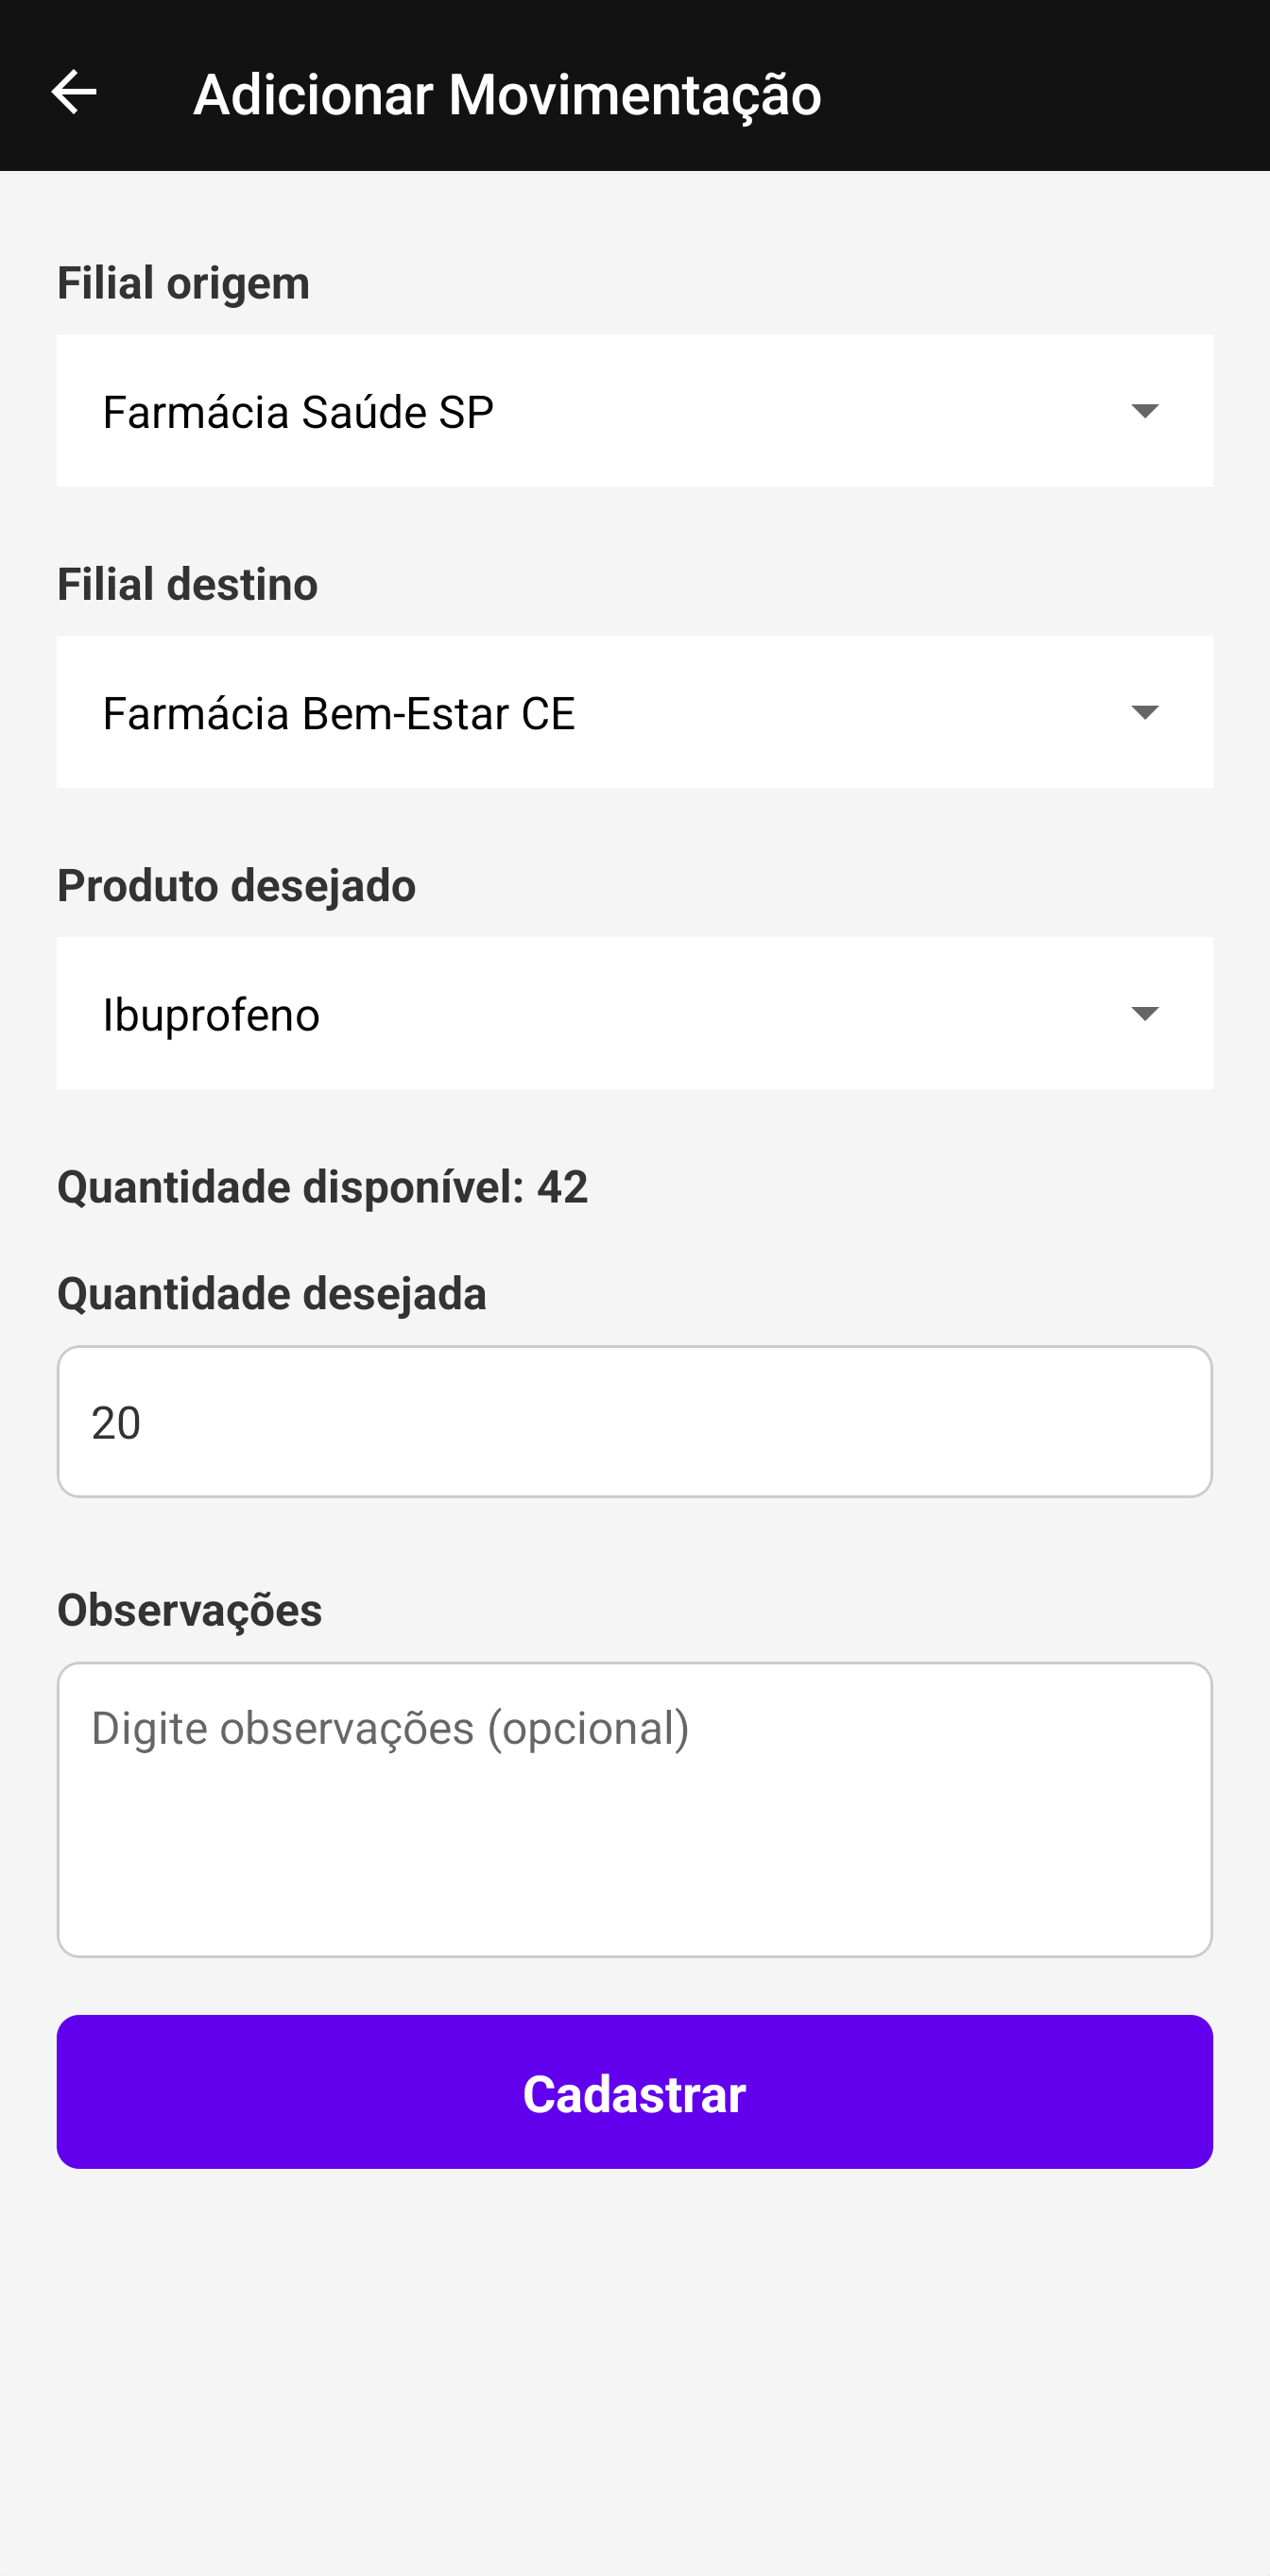 Adicionar Movimentação
Filial origem
Farmácia Saúde SP
Filial destino
Farmácia Bem-Estar CE
Produto desejado
Ibuprofeno
Quantidade disponível: 42
Quantidade desejada
20
Observações
Digite observações (opcional)
Cadastrar